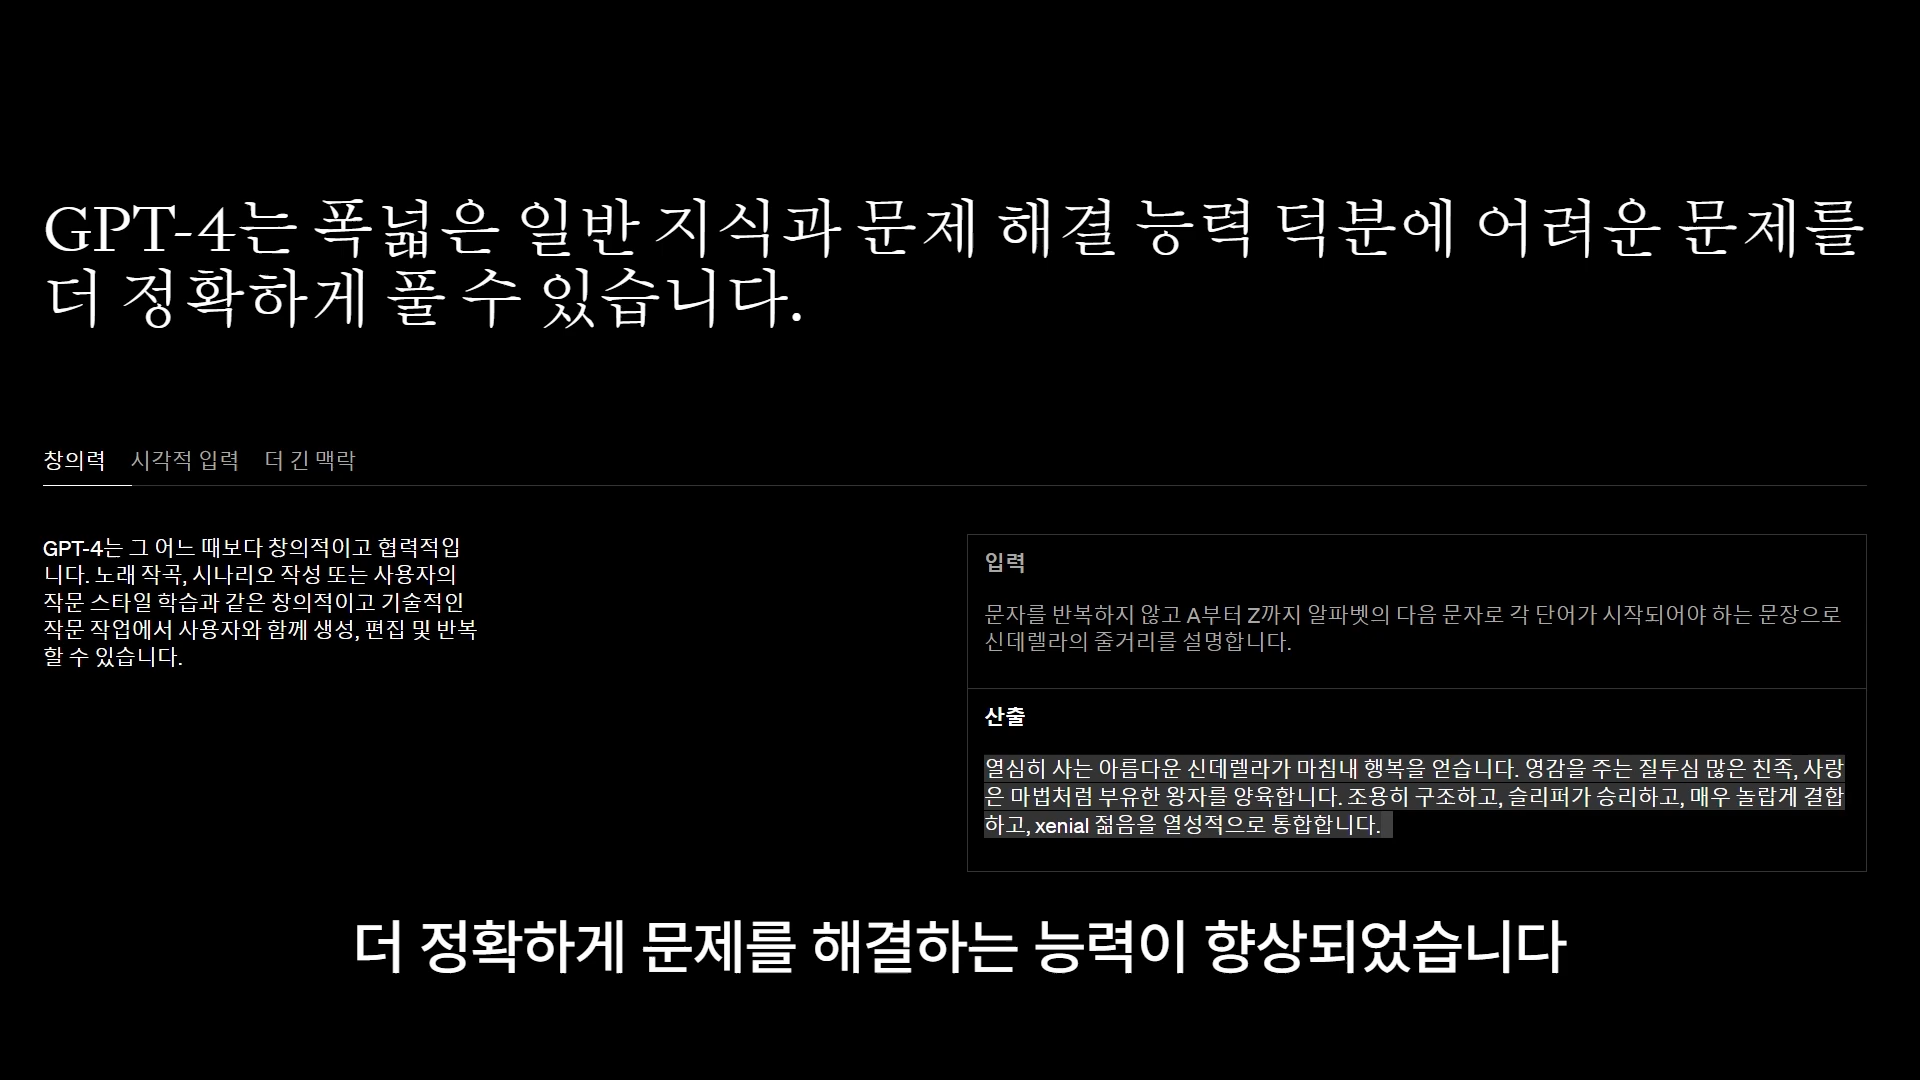 GPT-4는 폭넓은 일반 지식과 문제 해결 능력 덕분에 어려운 문제를
더 정확하게 풀 수 있습니다.
창의력 시각적 입력 더 긴 맥락
GPT-4는 그 어느 때보다 창의적이고 협력적입
니다. 노래 작곡, 시나리오 작성 또는 사용자의
작문 스타일 학습과 같은 창의적이고 기술적인
작문 작업에서 사용자와 함께 생성, 편집 및 반복
할 수 있습니다.
입력
문자를 반복하지 않고 A부터 Z까지 알파벳의 다음 문자로 각 단어가 시작되어야 하는 문장으로
신데렐라의 줄거리를 설명합니다.
산출
열심히 사는 아름다운 신데렐라가 마침내 행복을 얻습니다. 영감을 주는 질투심 많은 친족, 사랑
은 마법처럼 부유한 왕자를 양육합니다. 조용히 구조하고, 슬리퍼가 승리하고, 매우 놀랍게 결합
하고, xenial 젊음을 열성적으로 통합합니다.
더 정확하게 문제를 해결하는 능력이 향상되었습니다